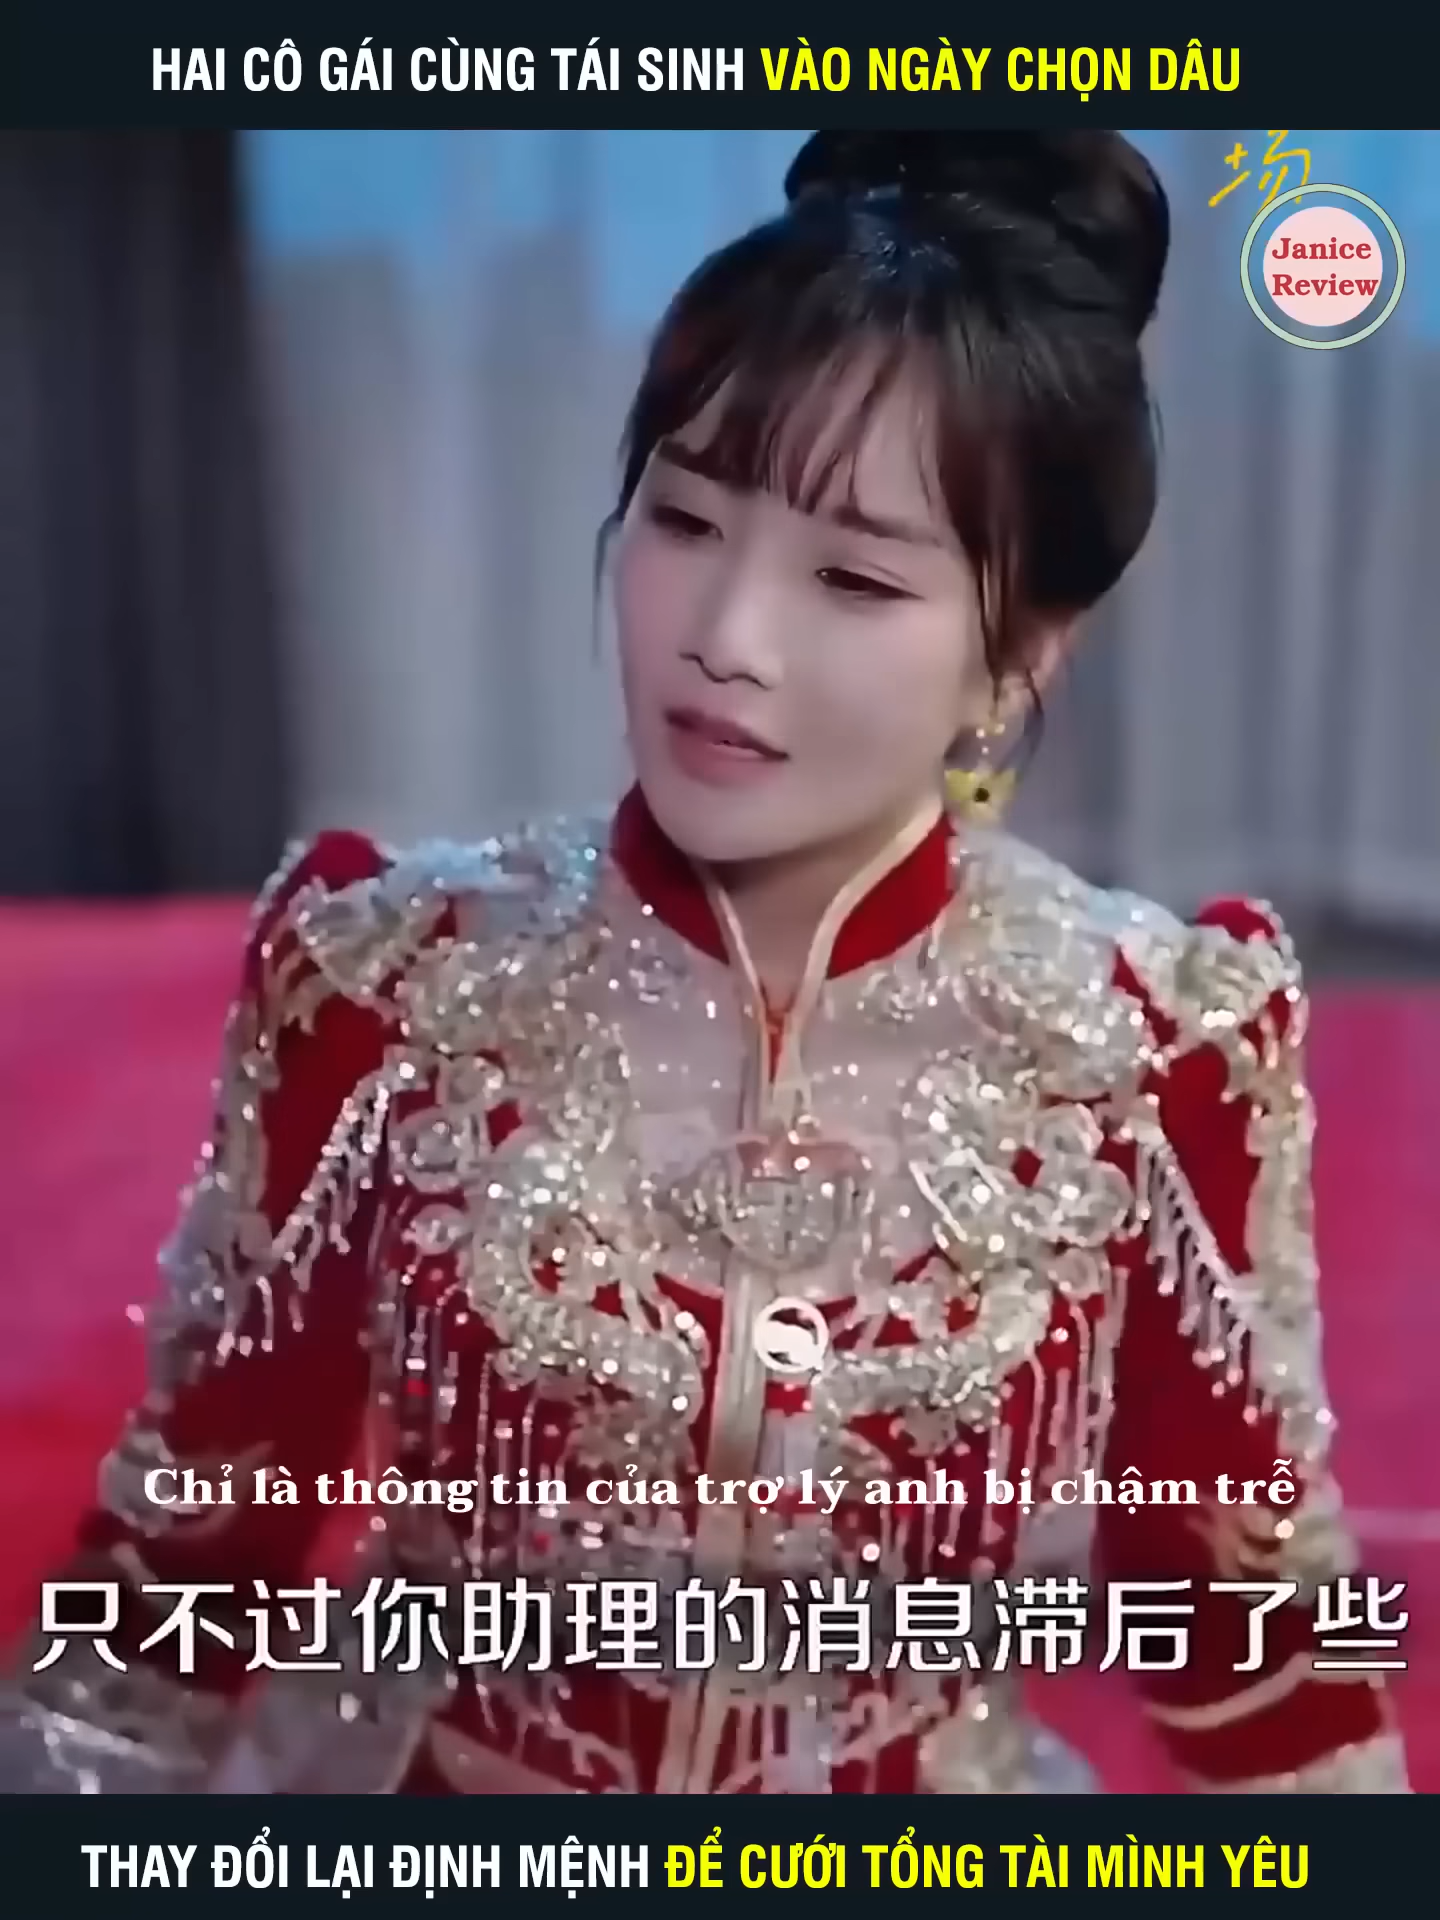 HAI CÔ GÁI CÙNG TÁI SINH VÀO NGÀY CHỌN DÂU
场
Janice
Review
Chỉ là thông tin của trợ lý anh bị chậm trễ
只不过你助理的消息滞后了些
THAY ĐỔI LẠI ĐỊNH MỆNH ĐỂ CƯỚI TỔNG TÀI MÌNH YÊU